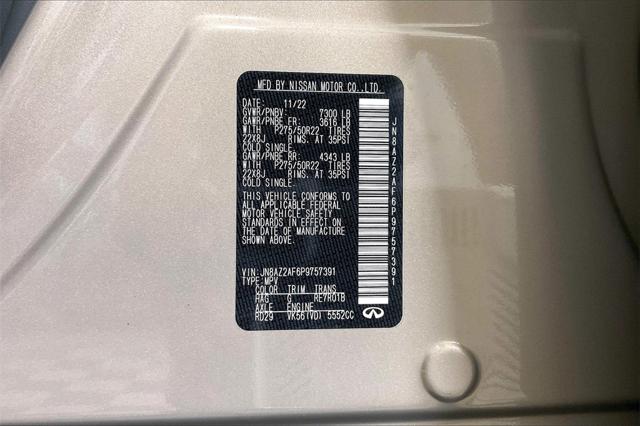 MFD BY NISSAN MOTOR CO.,LTD.
DATE: 11/22
GVWR/PNBV: 7300 LB
GAWR/PNBE FR: 3616 LB
WITH P275/50R22 TIRES
22X8J RIMS. AT 35PSI
COLD SINGLE.
GAWR/PNBE RR: 4343 LB
WITH P275/50R22 TIRES
22X8J RIMS. AT 35PSI
COLD SINGLE.
THIS VEHICLE CONFORMS TO
ALL APPLICABLE FEDERAL
MOTOR VEHICLE SAFETY
STANDARDS IN EFFECT ON
THE DATE OF MANUFACTURE
SHOWN ABOVE.
VIN:JN8AZ2AF6P9757391
TYPE:MPV
COLOR TRIM TRANS
HAG G RE7R01B
AXLE ENGINE
RD29 VK56(VD) 5552CC
JN8AZ2AF6P9757391